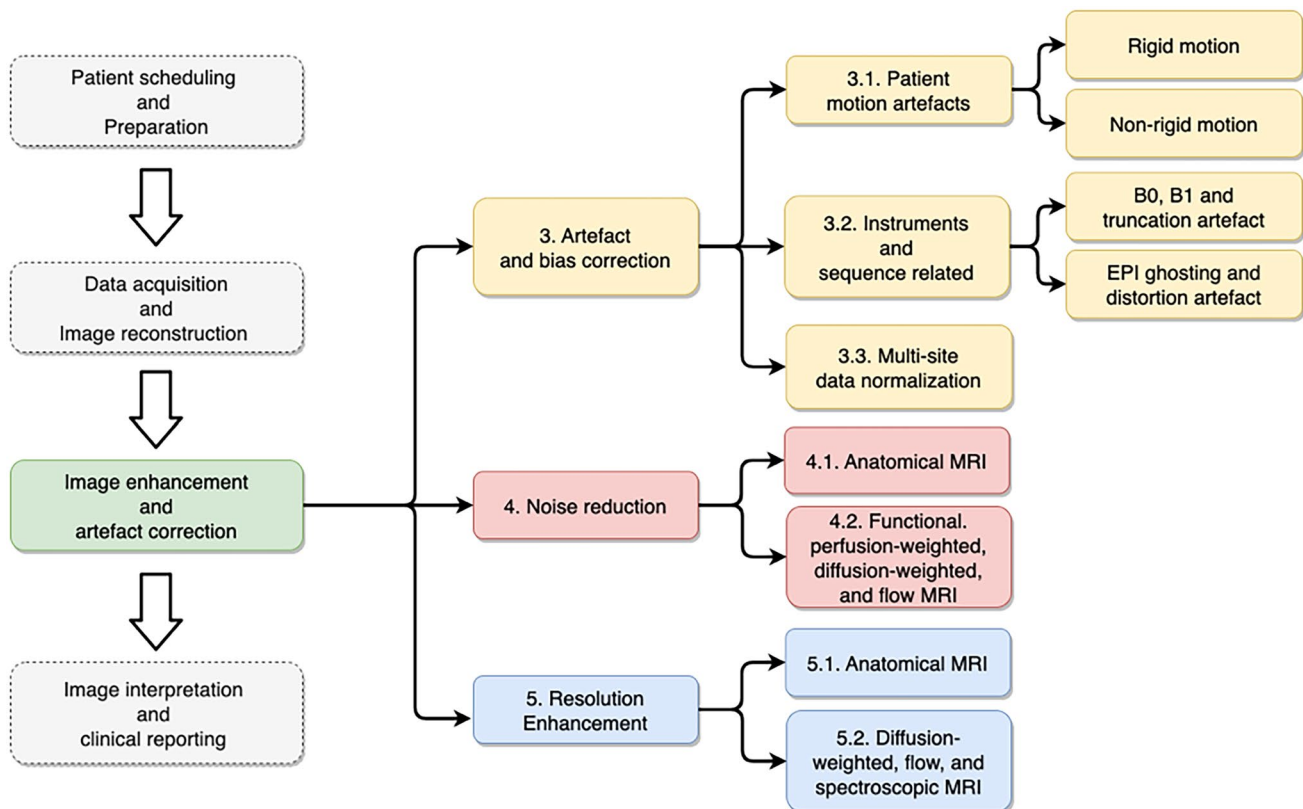 Patient scheduling
and
Preparation
Data acquisition
and
Image reconstruction
Image enhancement
and
artefact correction
Image interpretation
and
clinical reporting
3. Artefact
and bias correction
4. Noise reduction
5. Resolution
Enhancement
3.1. Patient
motion artefacts
3.2. Instruments
and
sequence related
3.3. Multi-site
data normalization
4.1. Anatomical MRI
4.2. Functional.
perfusion-weighted,
diffusion-weighted,
and flow MRI
5.1. Anatomical MRI
5.2. Diffusion-
weighted, flow, and
spectroscopic MRI
Rigid motion
Non-rigid motion
B0, B1 and
truncation artefact
EPI ghosting and
distortion artefact